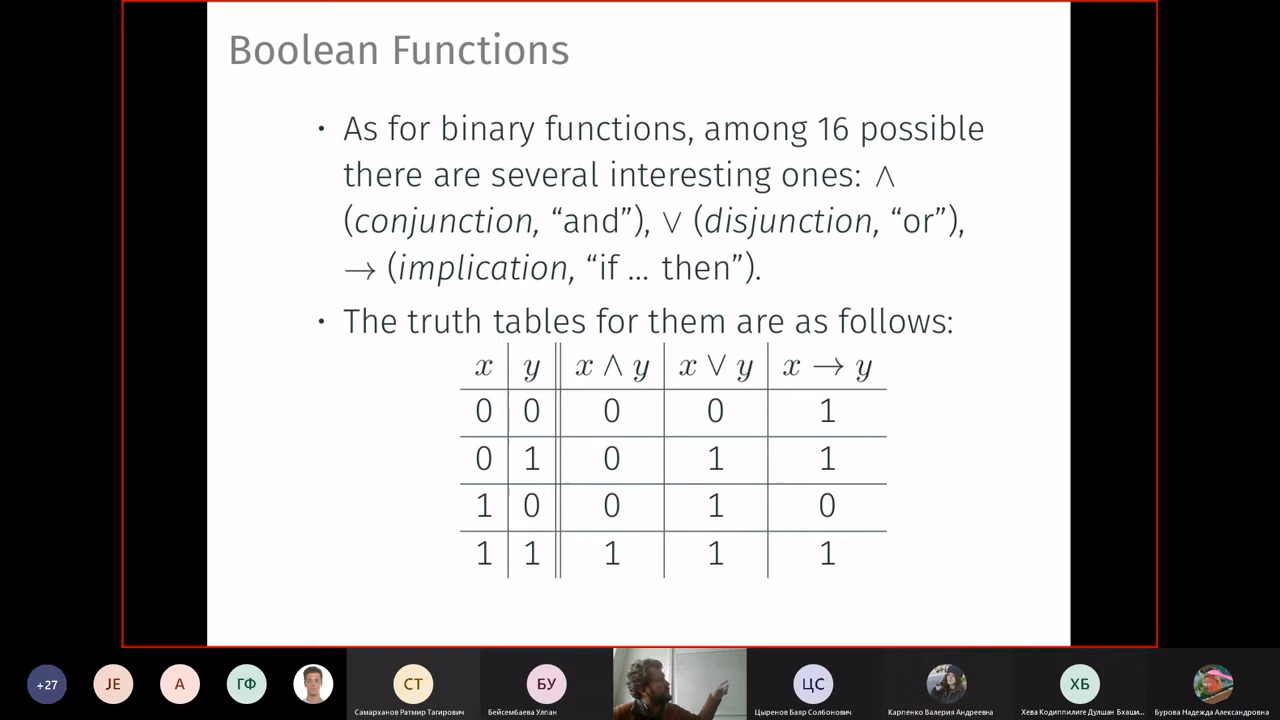 Boolean Functions
• As for binary functions, among 16 possible
there are several interesting ones: ∧
(conjunction, “and”), ∨ (disjunction, “or”),
→ (implication, “if ... then”).
• The truth tables for them are as follows:
x y x ∧ y x ∨ y x → y
0 0 0 0 1
0 1 0 1 1
1 0 0 1 0
1 1 1 1 1
+27 JE A ГФ СТ БУ ЦС ХБ
Самарханов Ратмир Тагирович Бейсембаева Улпан Цыренов Баяр Солбонович Карпенко Валерия Андреевна Хева Кодиппилиге Дулшан Бхаши... Бурова Надежда Александровна